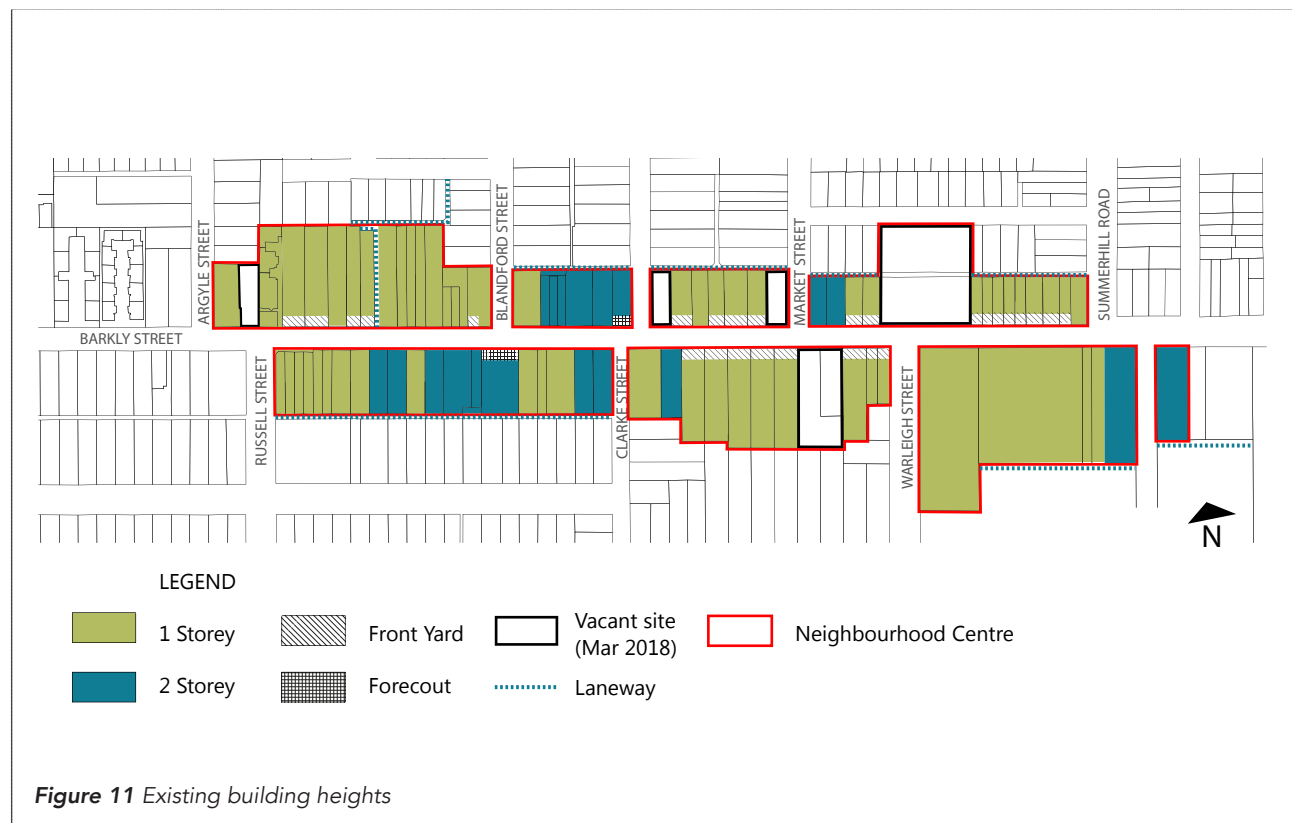 ARGYLE STREET
BLANDFORD STREET
MARKET STREET
SUMMERHILL ROAD
BARKLY STREET
RUSSELL STREET
CLARKE STREET
WARLEIGH STREET
N
LEGEND
1 Storey
Front Yard
Vacant site
(Mar 2018)
Neighbourhood Centre
2 Storey
Forecout
Laneway
Figure 11 Existing building heights